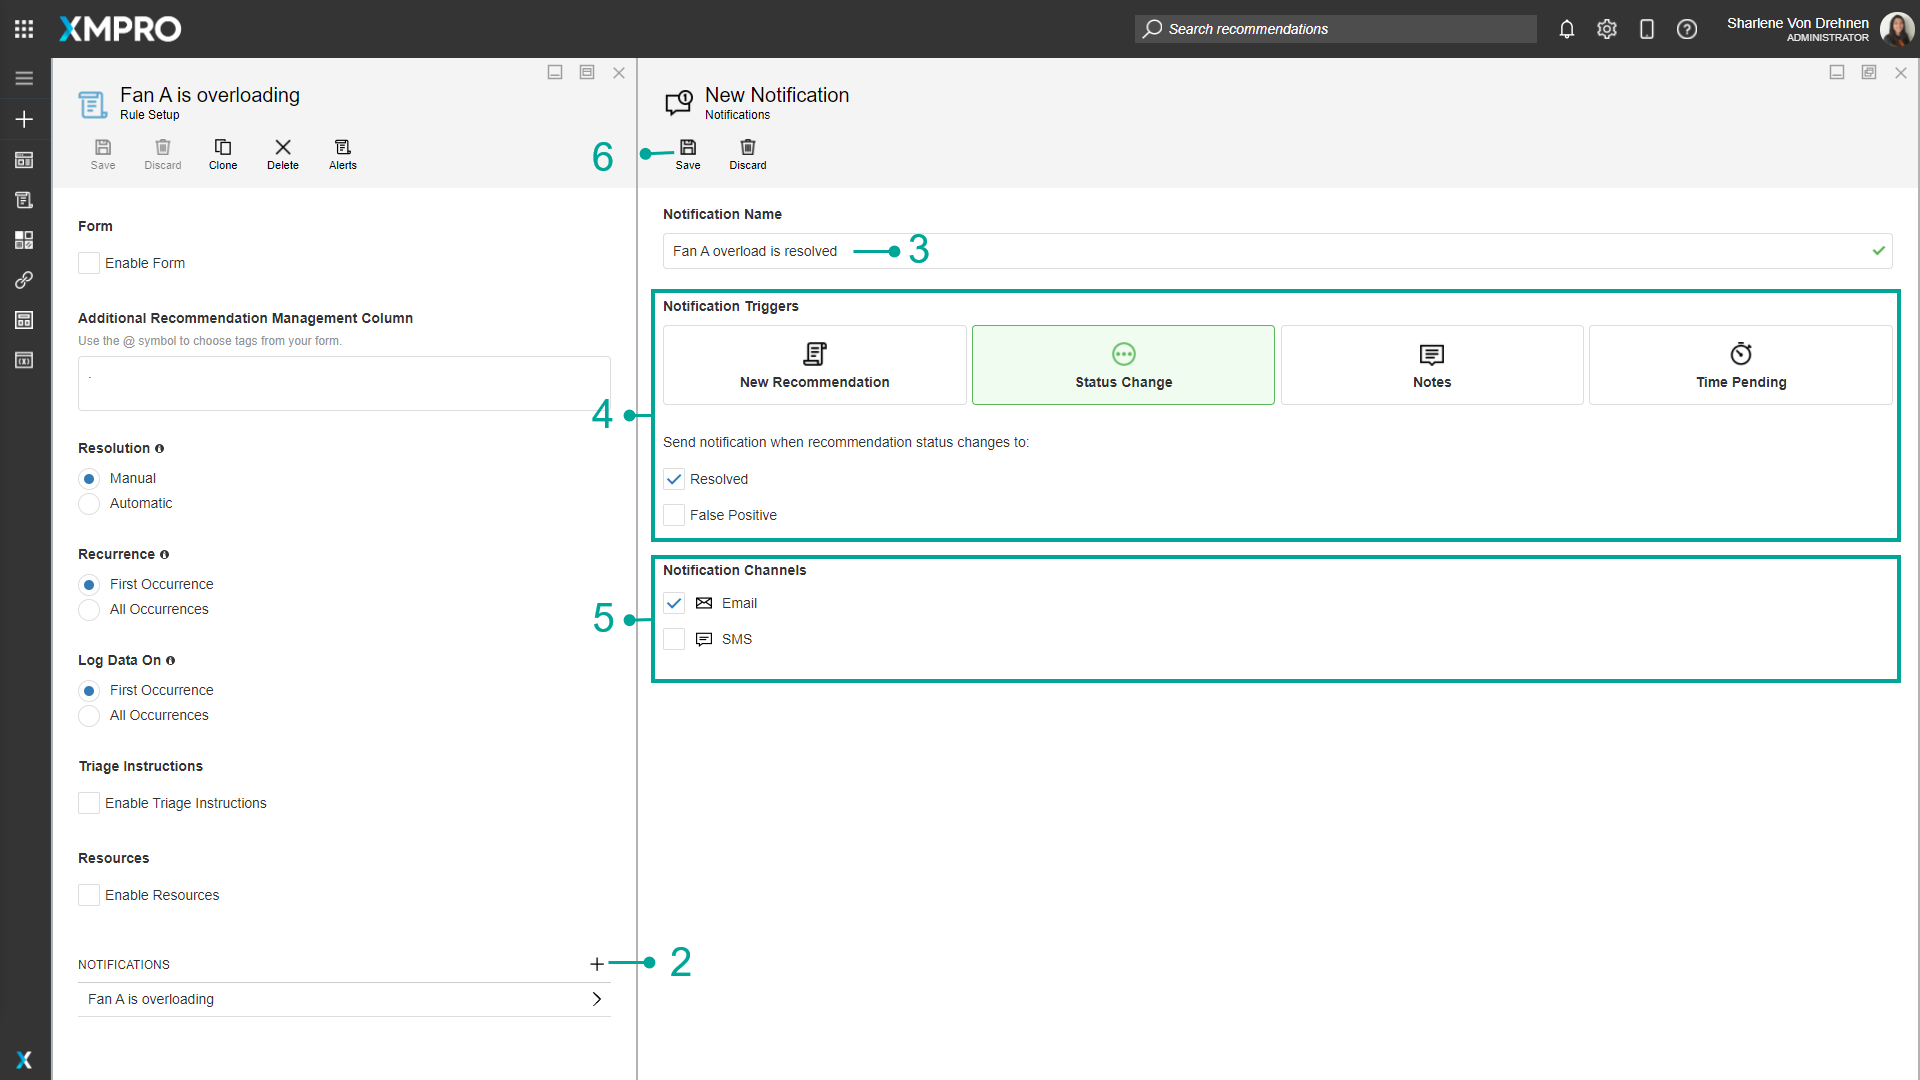 XMPRO
Search recommendations
Sharlene Von Drehnen
ADMINISTRATOR
Fan A is overloading
Rule Setup
Save
Discard
Clone
Delete
Alerts
Form
Enable Form
Additional Recommendation Management Column
Use the @ symbol to choose tags from your form.
.
Resolution
Manual
Automatic
Recurrence
First Occurrence
All Occurrences
Log Data On
First Occurrence
All Occurrences
Triage Instructions
Enable Triage Instructions
Resources
Enable Resources
NOTIFICATIONS
2
Fan A is overloading
New Notification
Notifications
6
Save
Discard
Notification Name
Fan A overload is resolved
3
4
Notification Triggers
New Recommendation
Status Change
Notes
Time Pending
Send notification when recommendation status changes to:
Resolved
False Positive
5
Notification Channels
Email
SMS